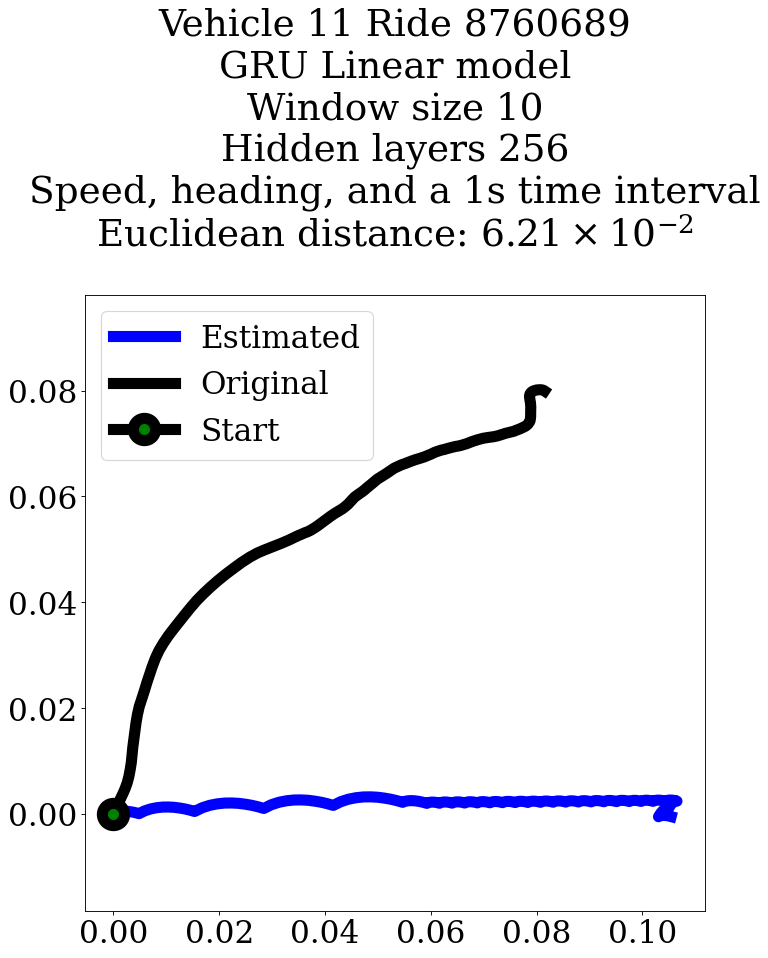 Vehicle 11 Ride 8760689
GRU Linear model
Window size 10
Hidden layers 256
Speed, heading, and a 1s time interval
Euclidean distance: 6.21 × 10⁻²
Estimated
Original
Start
0.08
0.06
0.04
0.02
0.00
0.00 0.02 0.04 0.06 0.08 0.10